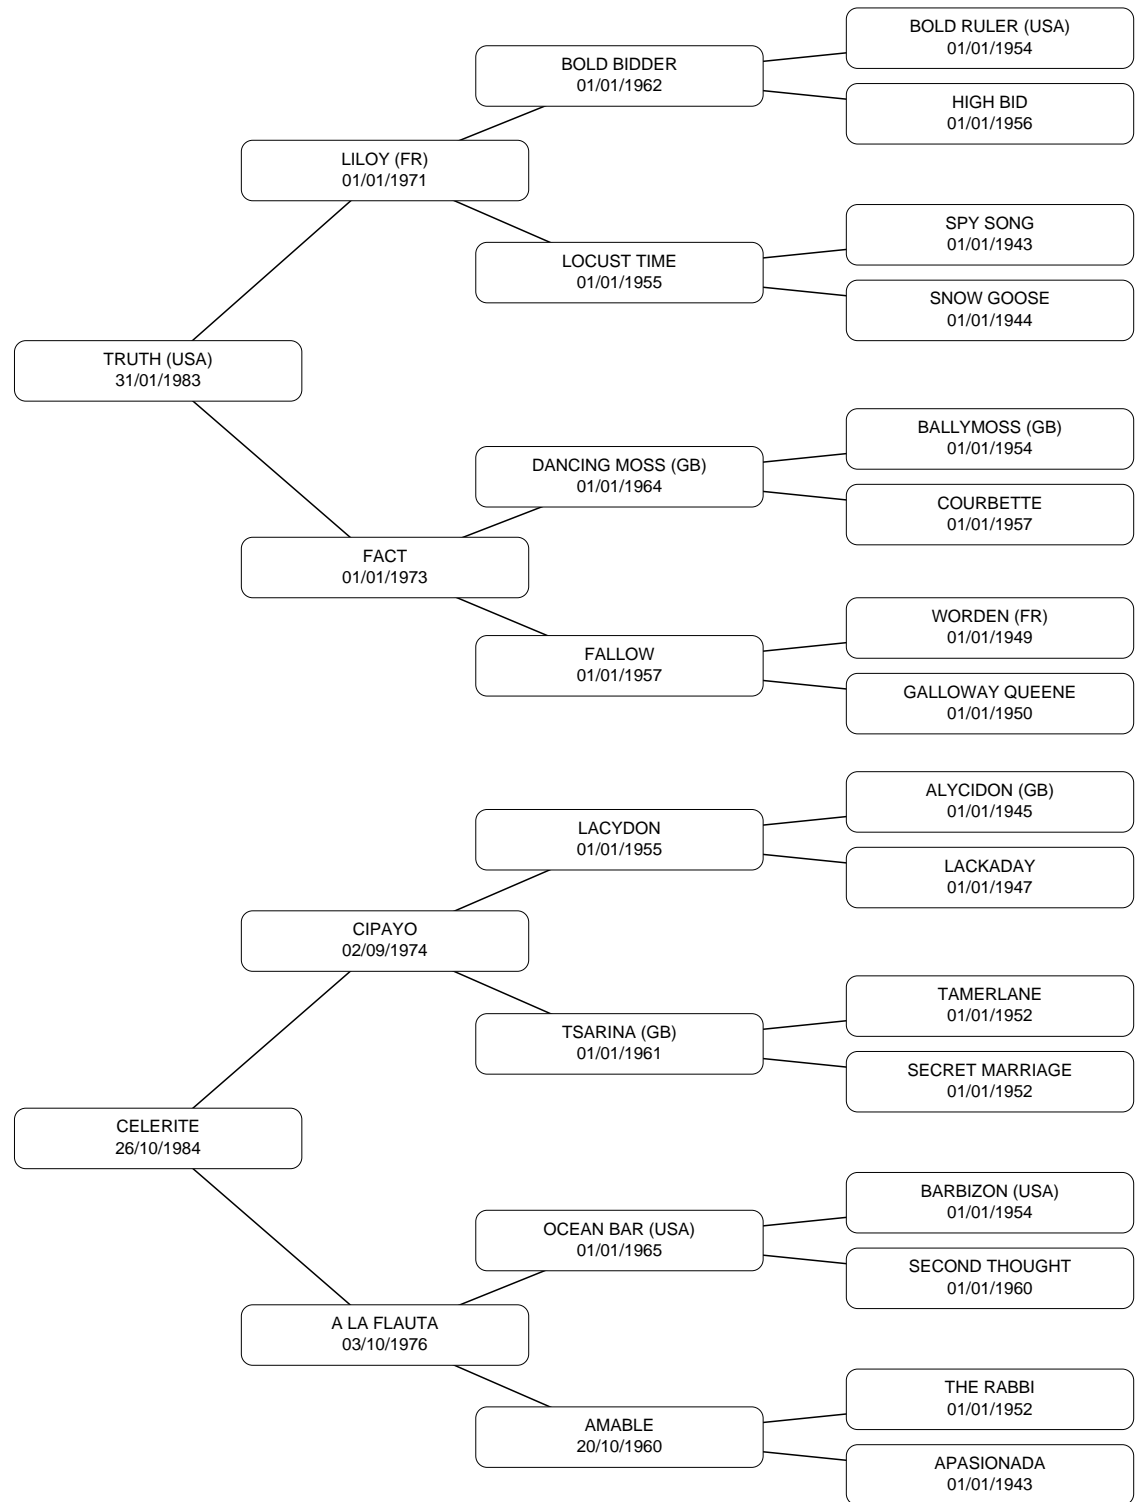 BOLD RULER (USA)
01/01/1954
BOLD BIDDER
01/01/1962
HIGH BID
01/01/1956
LILOY (FR)
01/01/1971
SPY SONG
01/01/1943
LOCUST TIME
01/01/1955
SNOW GOOSE
01/01/1944
TRUTH (USA)
31/01/1983
BALLYMOSS (GB)
01/01/1954
DANCING MOSS (GB)
01/01/1964
COURBETTE
01/01/1957
FACT
01/01/1973
WORDEN (FR)
01/01/1949
FALLOW
01/01/1957
GALLOWAY QUEENE
01/01/1950
ALYCIDON (GB)
01/01/1945
LACYDON
01/01/1955
LACKADAY
01/01/1947
CIPAYO
02/09/1974
TAMERLANE
01/01/1952
TSARINA (GB)
01/01/1961
SECRET MARRIAGE
01/01/1952
CELERITE
26/10/1984
BARBIZON (USA)
01/01/1954
OCEAN BAR (USA)
01/01/1965
SECOND THOUGHT
01/01/1960
A LA FLAUTA
03/10/1976
THE RABBI
01/01/1952
AMABLE
20/10/1960
APASIONADA
01/01/1943